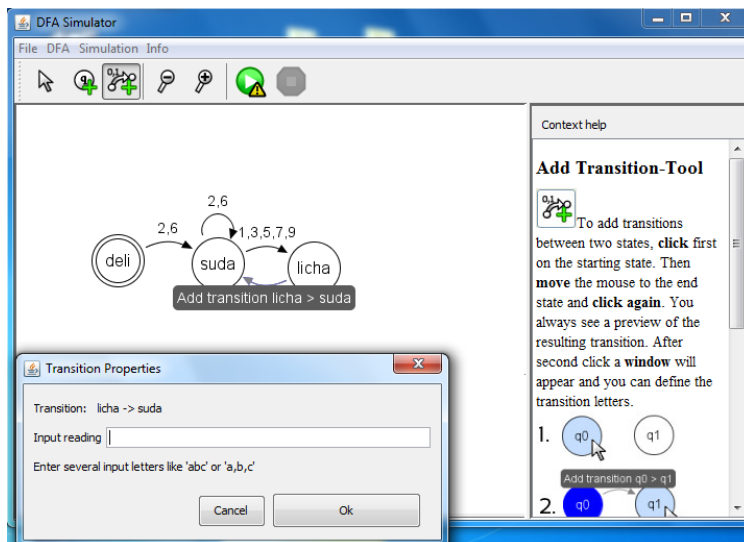 DFA Simulator
File DFA Simulation Info
Context help
Add Transition-Tool
To add transitions
between two states, click first
on the starting state. Then
move the mouse to the end
state and click again. You
always see a preview of the
resulting transition. After
second click a window will
appear and you can define the
transition letters.
1. q0 q1
Add transition q0 > q1
2. q0 q1
2,6
2,6
1,3,5,7,9
deli
suda
licha
Add transition licha > suda
Transition Properties
Transition: licha -> suda
Input reading
Enter several input letters like 'abc' or 'a,b,c'
Cancel
Ok